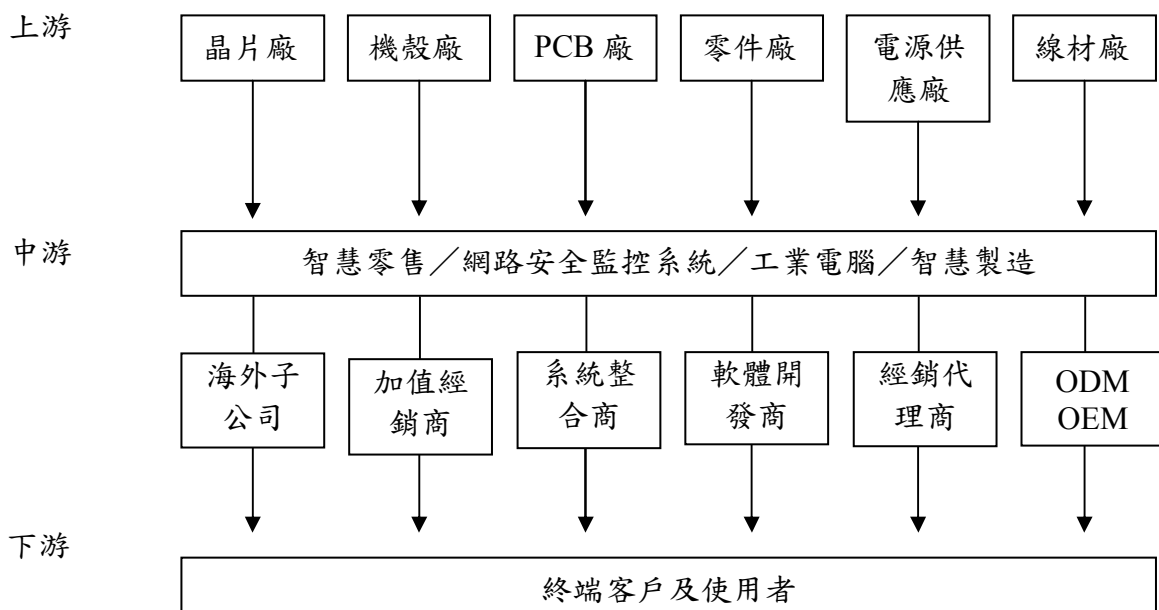 上游
晶片廠
機殼廠
PCB 廠
零件廠
電源供
應廠
線材廠
中游
智慧零售／網路安全監控系統／工業電腦／智慧製造
海外子
公司
加值經
銷商
系統整
合商
軟體開
發商
經銷代
理商
ODM
OEM
下游
終端客戶及使用者